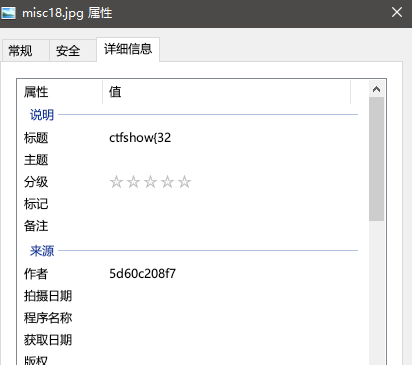 misc18.jpg 属性
常规 安全 详细信息
属性 值
说明
标题 ctfshow{32
主题
分级
标记
备注
来源
作者 5d60c208f7
拍摄日期
程序名称
获取日期
版权